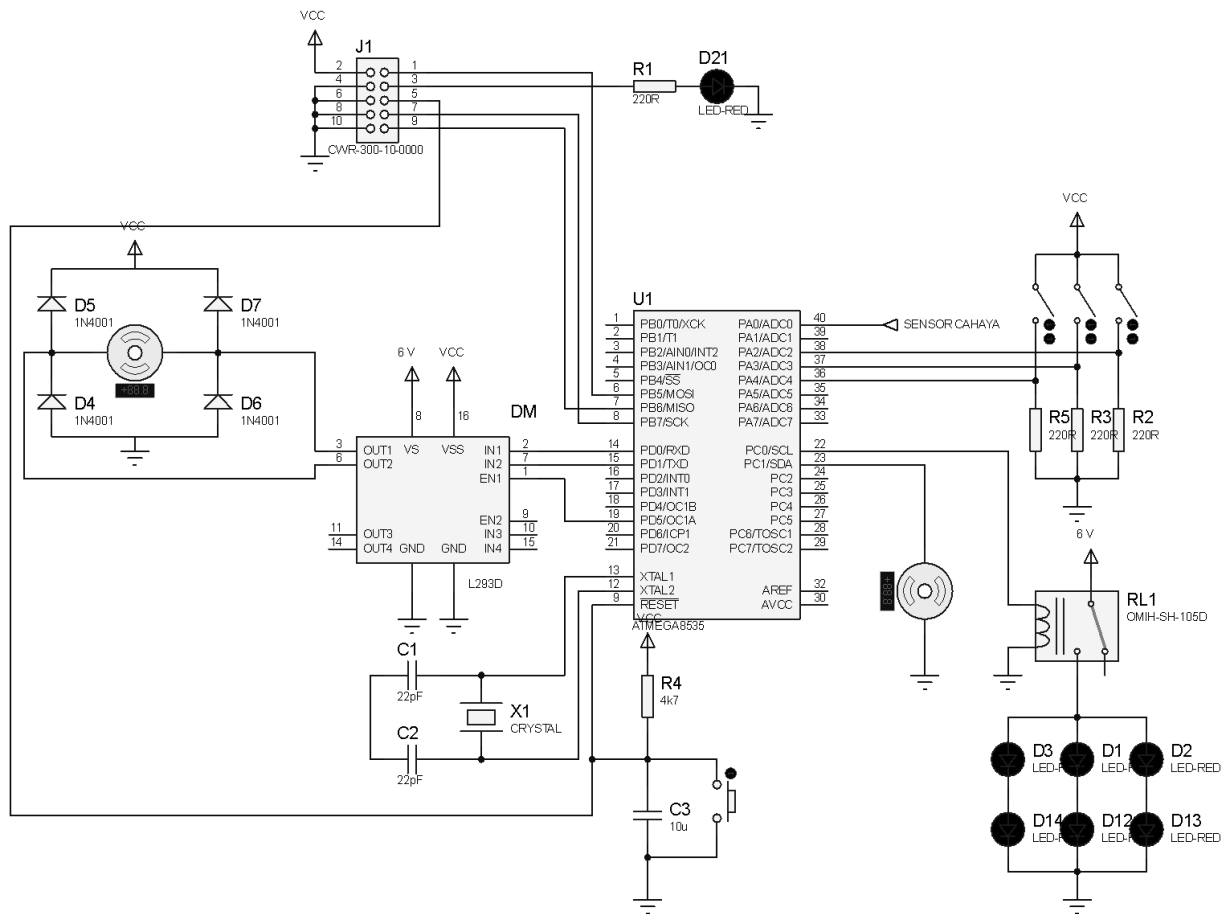 VCC
J1
2
4
6
8
10
1
3
5
7
9
CWR-300-10-0000
R1
220R
D21
LED-RED
VCC
D5
1N4001
D7
1N4001
D4
1N4001
D6
1N4001
+88.8
6 V
VCC
8
16
DM
3
6
11
14
OUT1
OUT2
OUT3
OUT4
VS
VSS
GND
GND
IN1
IN2
EN1
EN2
IN3
IN4
2
7
1
9
10
15
L293D
U1
1 PB0/T0/XCK
2 PB1/T1
3 PB2/AIN0/INT2
4 PB3/AIN1/OC0
5 PB4/SS
6 PB5/MOSI
7 PB6/MISO
8 PB7/SCK
14 PD0/RXD
15 PD1/TXD
16 PD2/INT0
17 PD3/INT1
18 PD4/OC1B
19 PD5/OC1A
20 PD6/ICP1
21 PD7/OC2
13 XTAL1
12 XTAL2
9 RESET
PA0/ADC0 40
PA1/ADC1 39
PA2/ADC2 38
PA3/ADC3 37
PA4/ADC4 36
PA5/ADC5 35
PA6/ADC6 34
PA7/ADC7 33
PC0/SCL 22
PC1/SDA 23
PC2 24
PC3 25
PC4 26
PC5 27
PC6/TOSC1 28
PC7/TOSC2 29
AREF 32
AVCC 30
ATMEGA8535
SENSOR CAHAYA
VCC
R5
220R
R3
220R
R2
220R
+88.8
6 V
RL1
OMIH-SH-105D
C1
22pF
C2
22pF
X1
CRYSTAL
VCC
R4
4k7
C3
10u
D3
D1
D2
LED-RED
D14
D12
D13
LED-RED